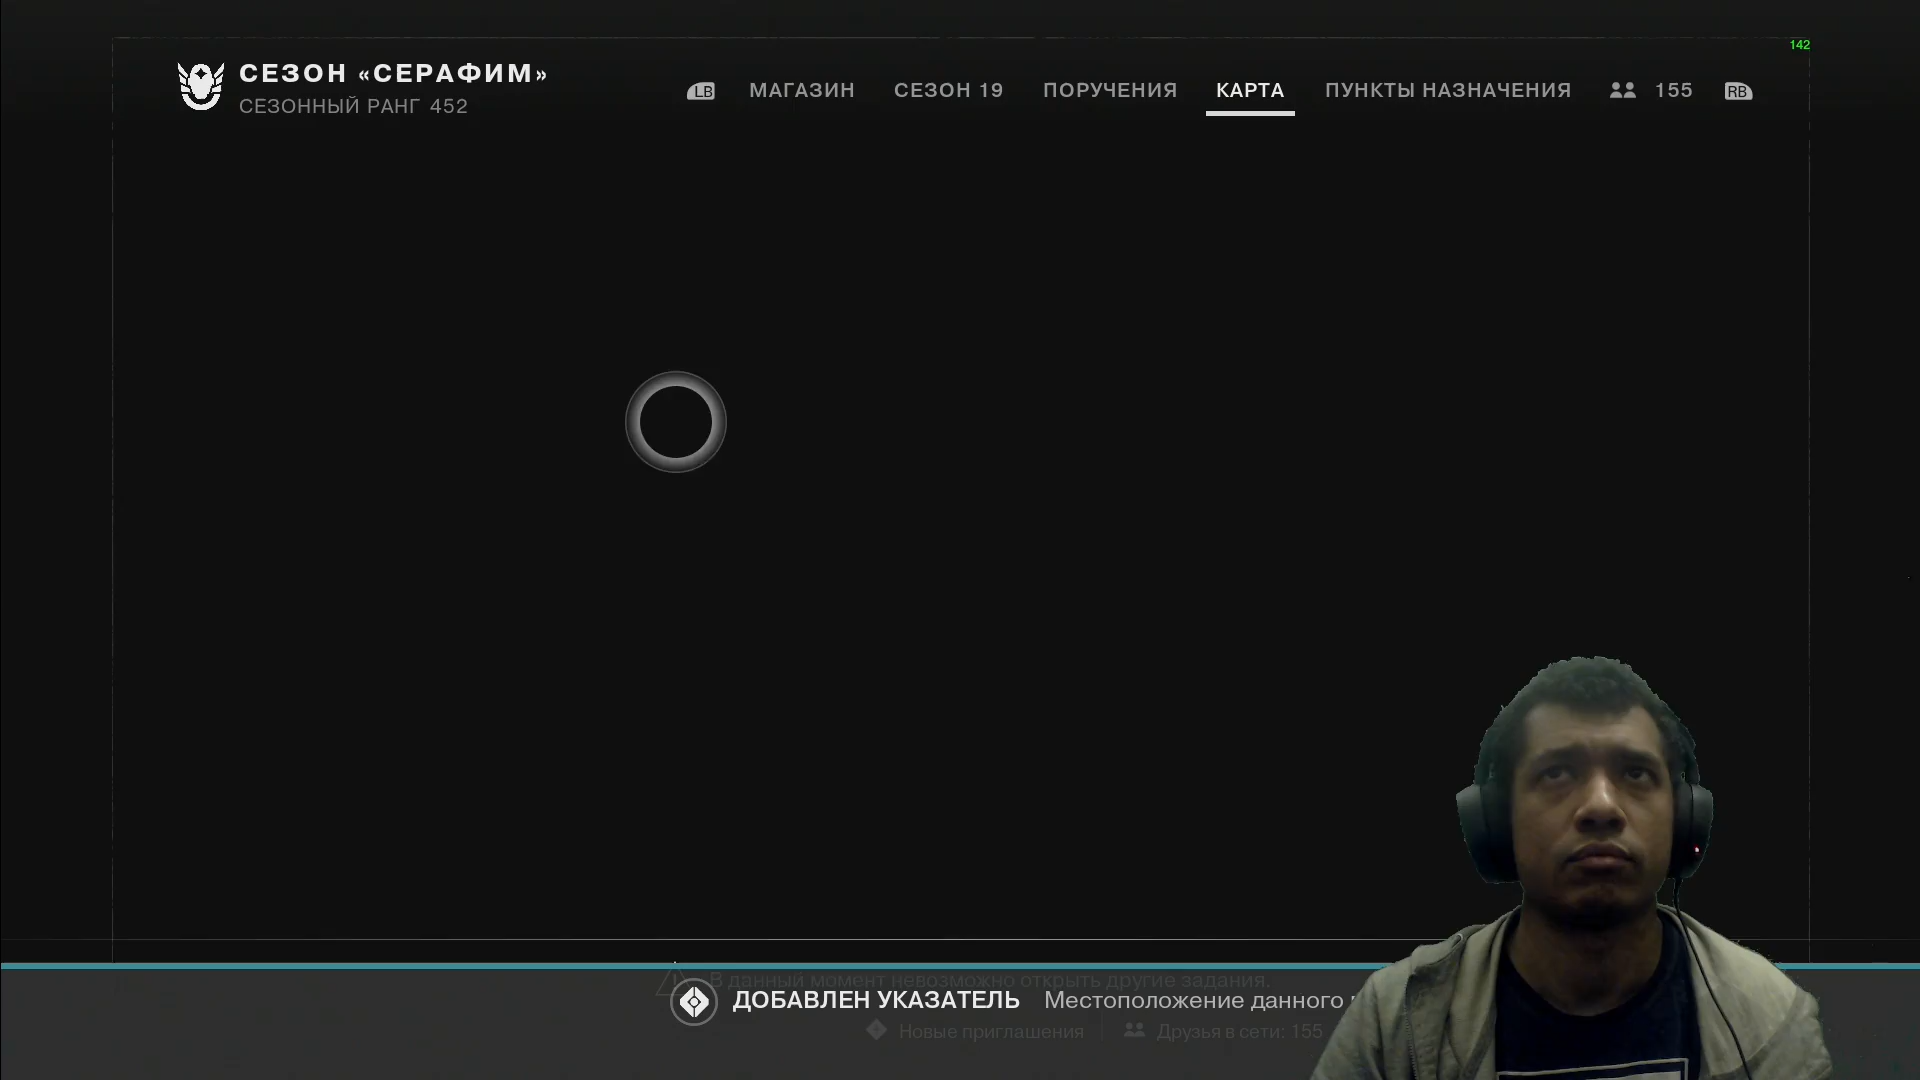 142
СЕЗОН «СЕРАФИМ»
СЕЗОННЫЙ РАНГ 452
LB МАГАЗИН СЕЗОН 19 ПОРУЧЕНИЯ КАРТА ПУНКТЫ НАЗНАЧЕНИЯ 155 RB
В данный момент невозможно открыть другие задания.
ДОБАВЛЕН УКАЗАТЕЛЬ Местоположение данного
Новые приглашения Друзья в сети: 155